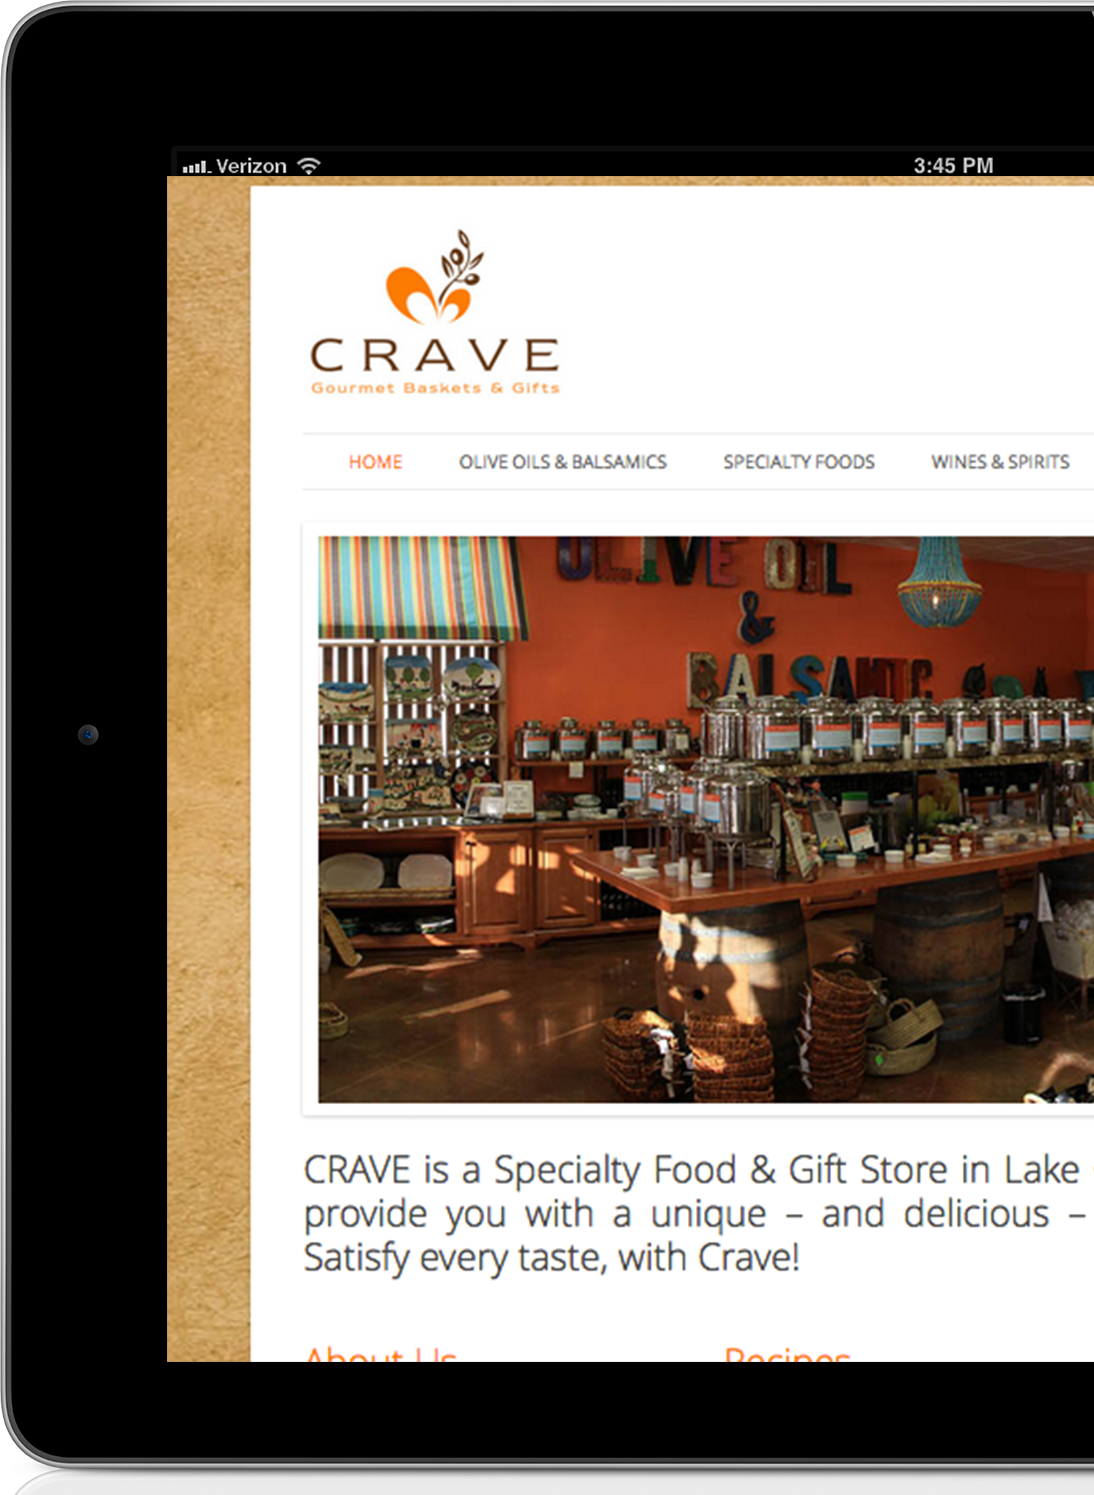 Verizon 3:45 PM
CRAVE
Gourmet Baskets & Gifts
HOME OLIVE OILS & BALSAMICS SPECIALTY FOODS WINES & SPIRITS
OLIVE OIL
&
BALSAMIC
CRAVE is a Specialty Food & Gift Store in Lake
provide you with a unique – and delicious –
Satisfy every taste, with Crave!
About Us Recipes